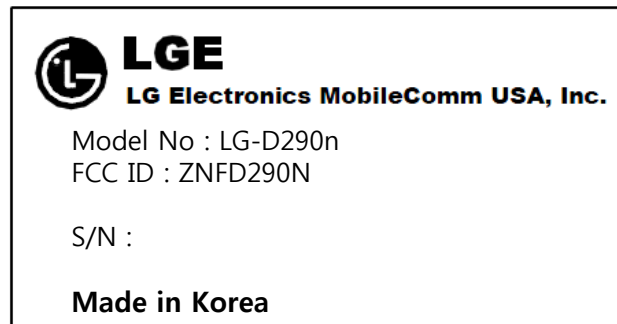 LGE
LG Electronics MobileComm USA, Inc.
Model No : LG-D290n
FCC ID : ZNFD290N
S/N :
Made in Korea